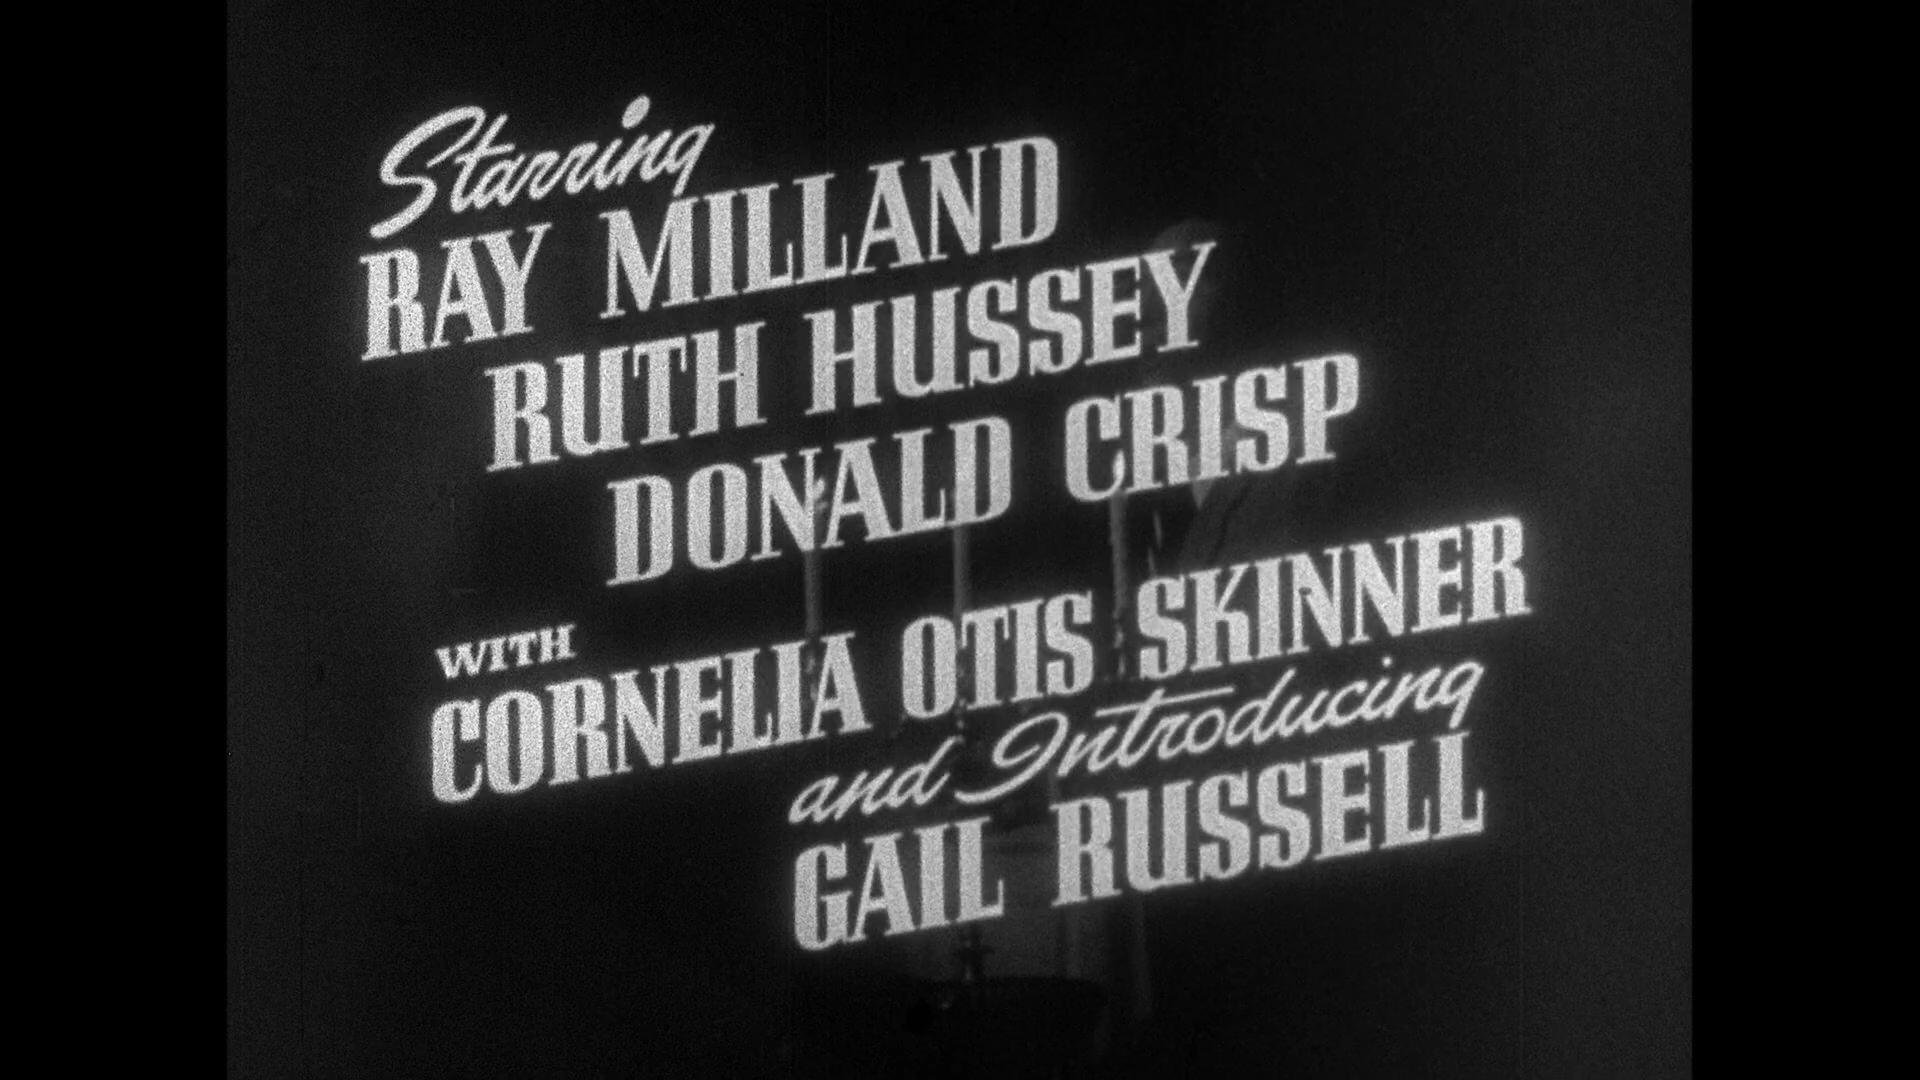 Starring
RAY MILLAND
RUTH HUSSEY
DONALD CRISP
WITH
CORNELIA OTIS SKINNER
and Introducing
GAIL RUSSELL